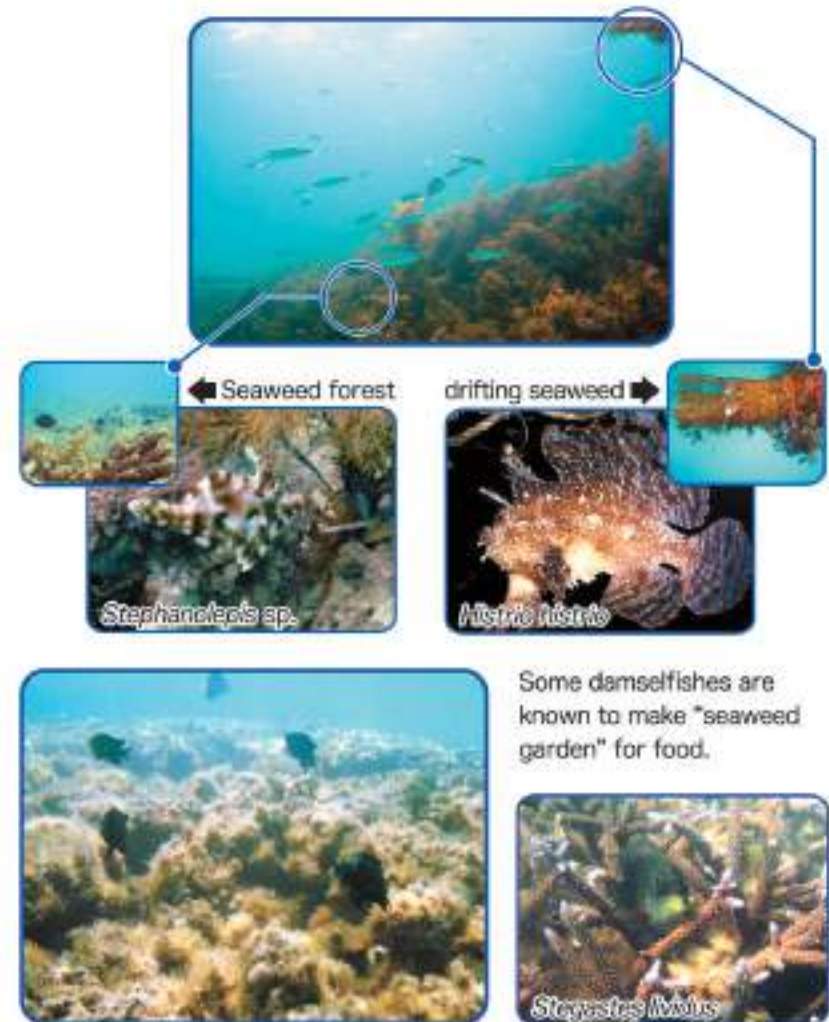 Seaweed forest
drifting seaweed
Stephanolepis sp.
Histrio histrio
Some damselfishes are
known to make "seaweed
garden" for food.
Stegastes lividus